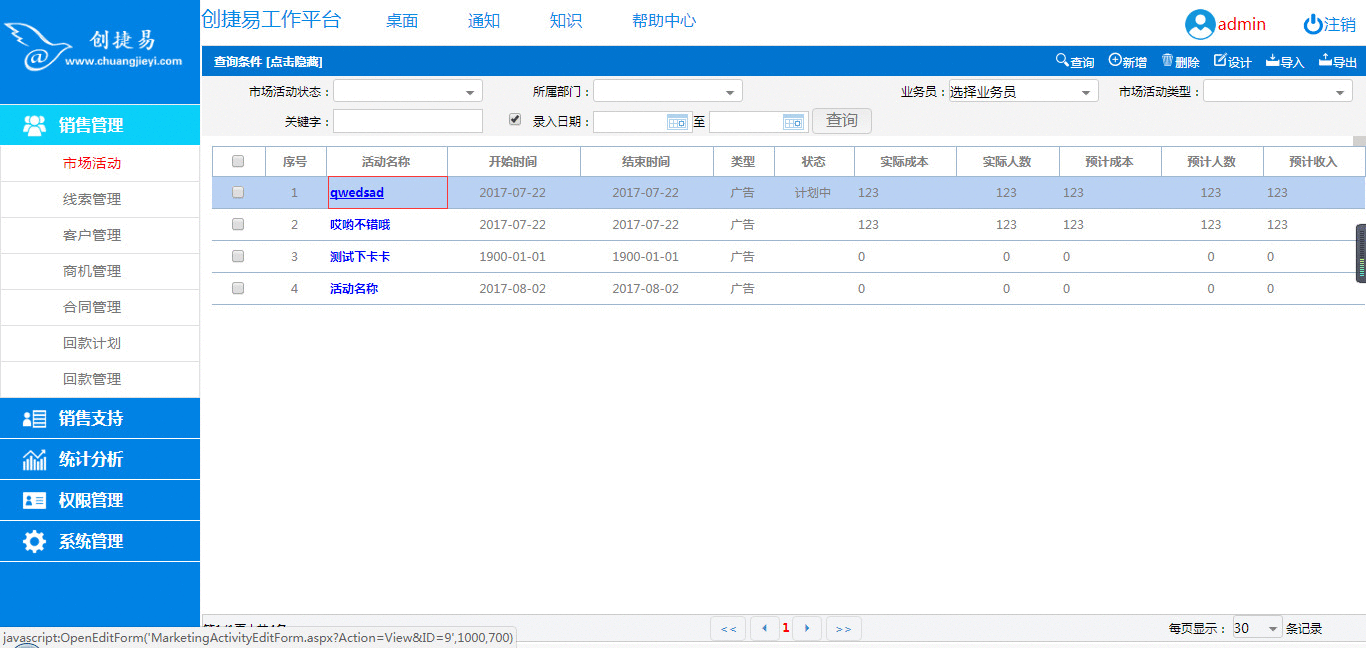 创捷易
www.chuangjieyi.com
创捷易工作平台 桌面 通知 知识 帮助中心 admin 注销
查询条件 [点击隐藏] 查询 新增 删除 设计 导入 导出
市场活动状态： 所属部门： 业务员： 选择业务员 市场活动类型：
关键字： 录入日期： 至 查询
销售管理
市场活动
线索管理
客户管理
商机管理
合同管理
回款计划
回款管理
销售支持
统计分析
权限管理
系统管理
序号 活动名称 开始时间 结束时间 类型 状态 实际成本 实际人数 预计成本 预计人数 预计收入
1 qwedsad 2017-07-22 2017-07-22 广告 计划中 123 123 123 123 123
2 哎哟不错哦 2017-07-22 2017-07-22 广告 123 123 123 123 123
3 测试下卡卡 1900-01-01 1900-01-01 广告 0 0 0 0 0
4 活动名称 2017-08-02 2017-08-02 广告 0 0 0 0 0
<< 1 >> 每页显示： 30 条记录
javascript:OpenEditForm('MarketingActivityEditForm.aspx?Action=View&ID=9',1000,700)